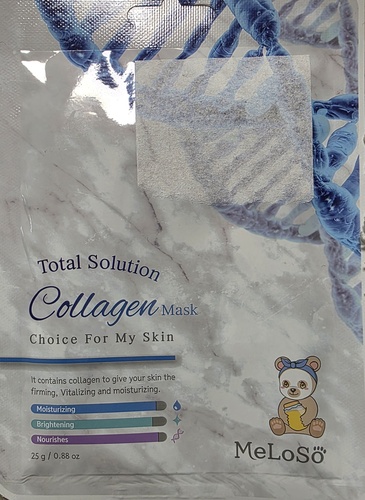 Total Solution
Collagen Mask
Choice For My Skin
It contains collagen to give your skin the
firming, Vitalizing and moisturizing.
Moisturizing
Brightening
Nourishes
25 g / 0.88 oz
MeLoSo